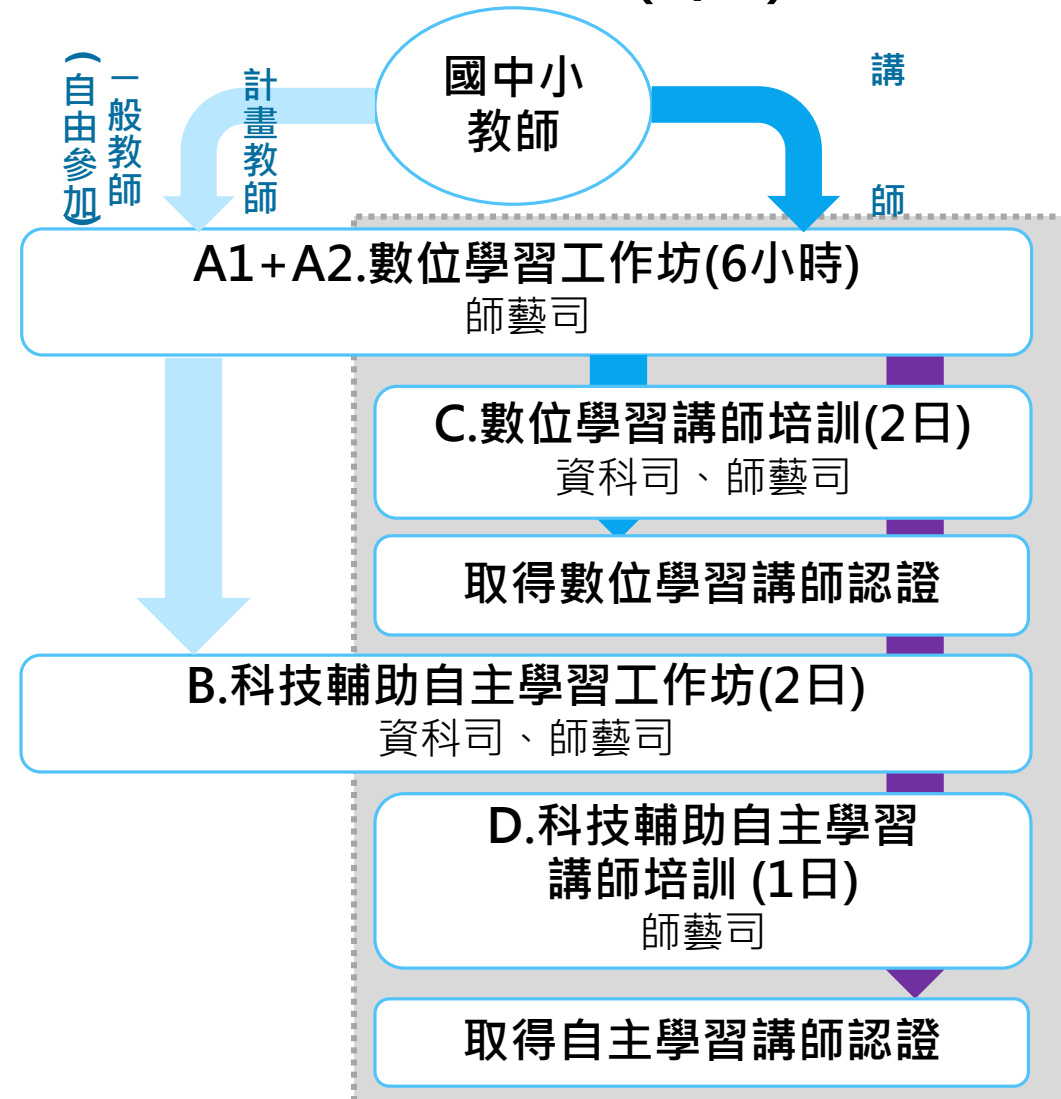 國中小
教師
一般教師
(自由參加)
計畫教師
講師
A1+A2.數位學習工作坊(6小時)
師藝司
C.數位學習講師培訓(2日)
資科司、師藝司
取得數位學習講師認證
B.科技輔助自主學習工作坊(2日)
資科司、師藝司
D.科技輔助自主學習
講師培訓 (1日)
師藝司
取得自主學習講師認證